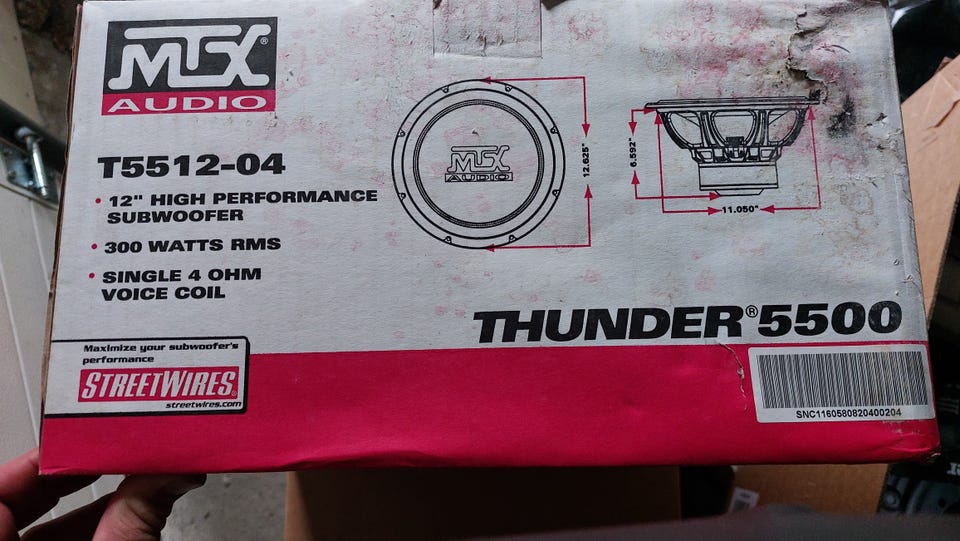 MTX®
AUDIO
T5512-04
• 12" HIGH PERFORMANCE
SUBWOOFER
• 300 WATTS RMS
• SINGLE 4 OHM
VOICE COIL
MTX
AUDIO
12.625"
6.592"
11.050"
THUNDER®5500
Maximize your subwoofer's
performance
STREETWIRES®
streetwires.com
SNC1160580820400204